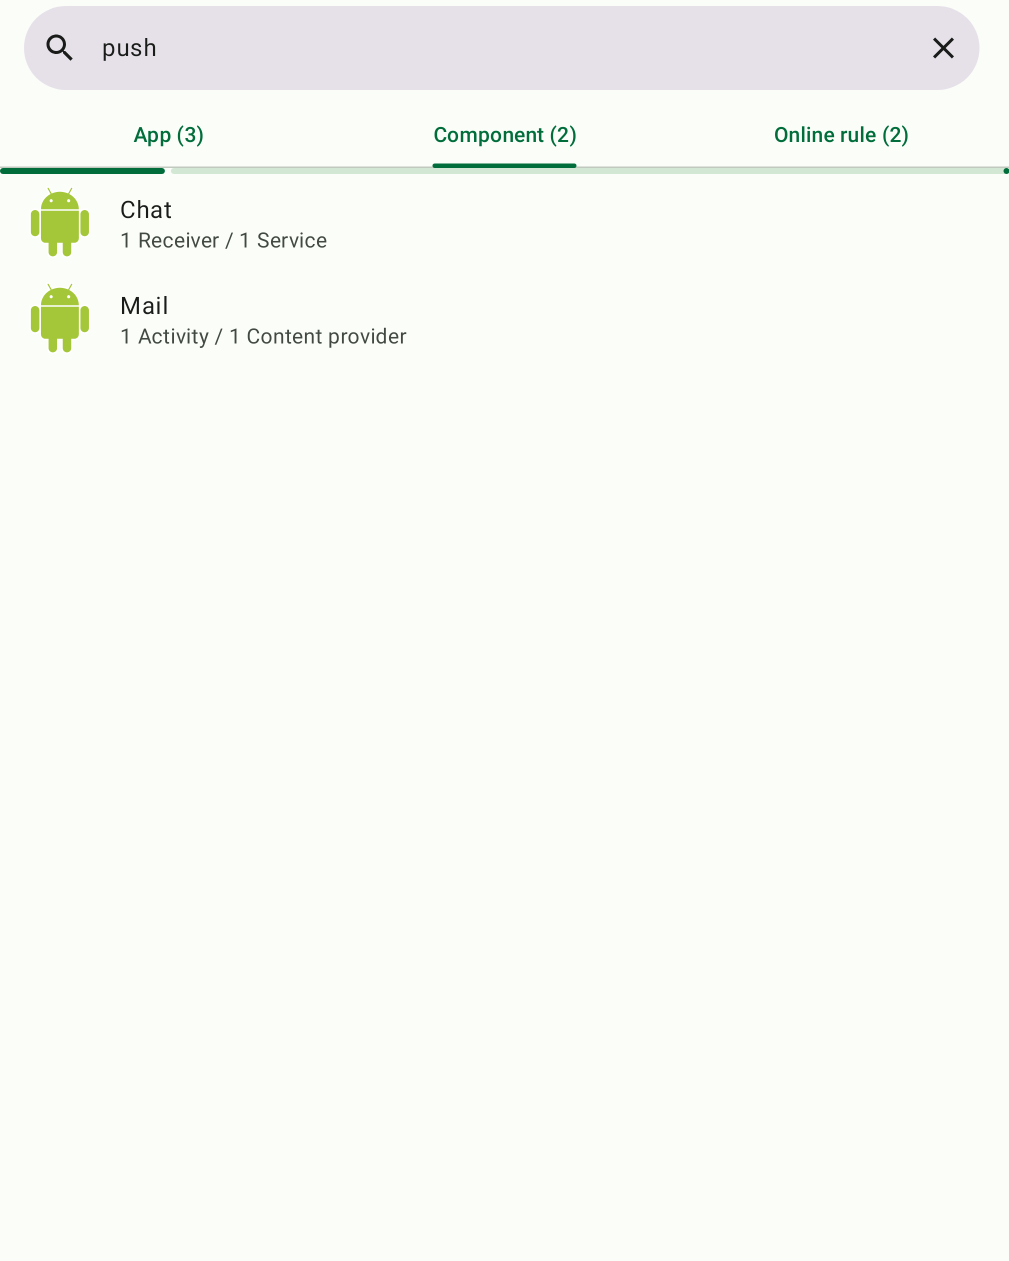 push
App (3)
Component (2)
Online rule (2)
Chat
1 Receiver / 1 Service
Mail
1 Activity / 1 Content provider